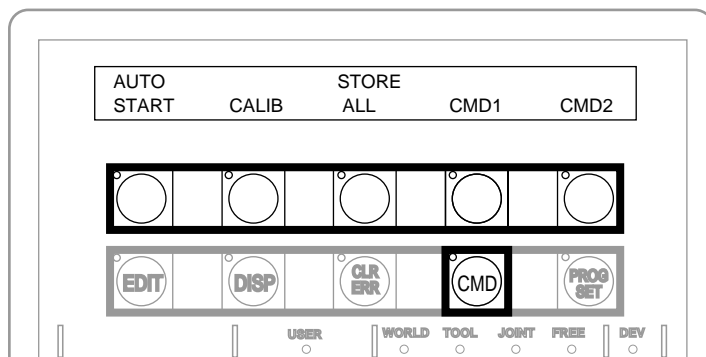 AUTO STORE
START CALIB ALL CMD1 CMD2
EDIT DISP CLR ERR CMD PROG SET
USER WORLD TOOL JOINT FREE DEV